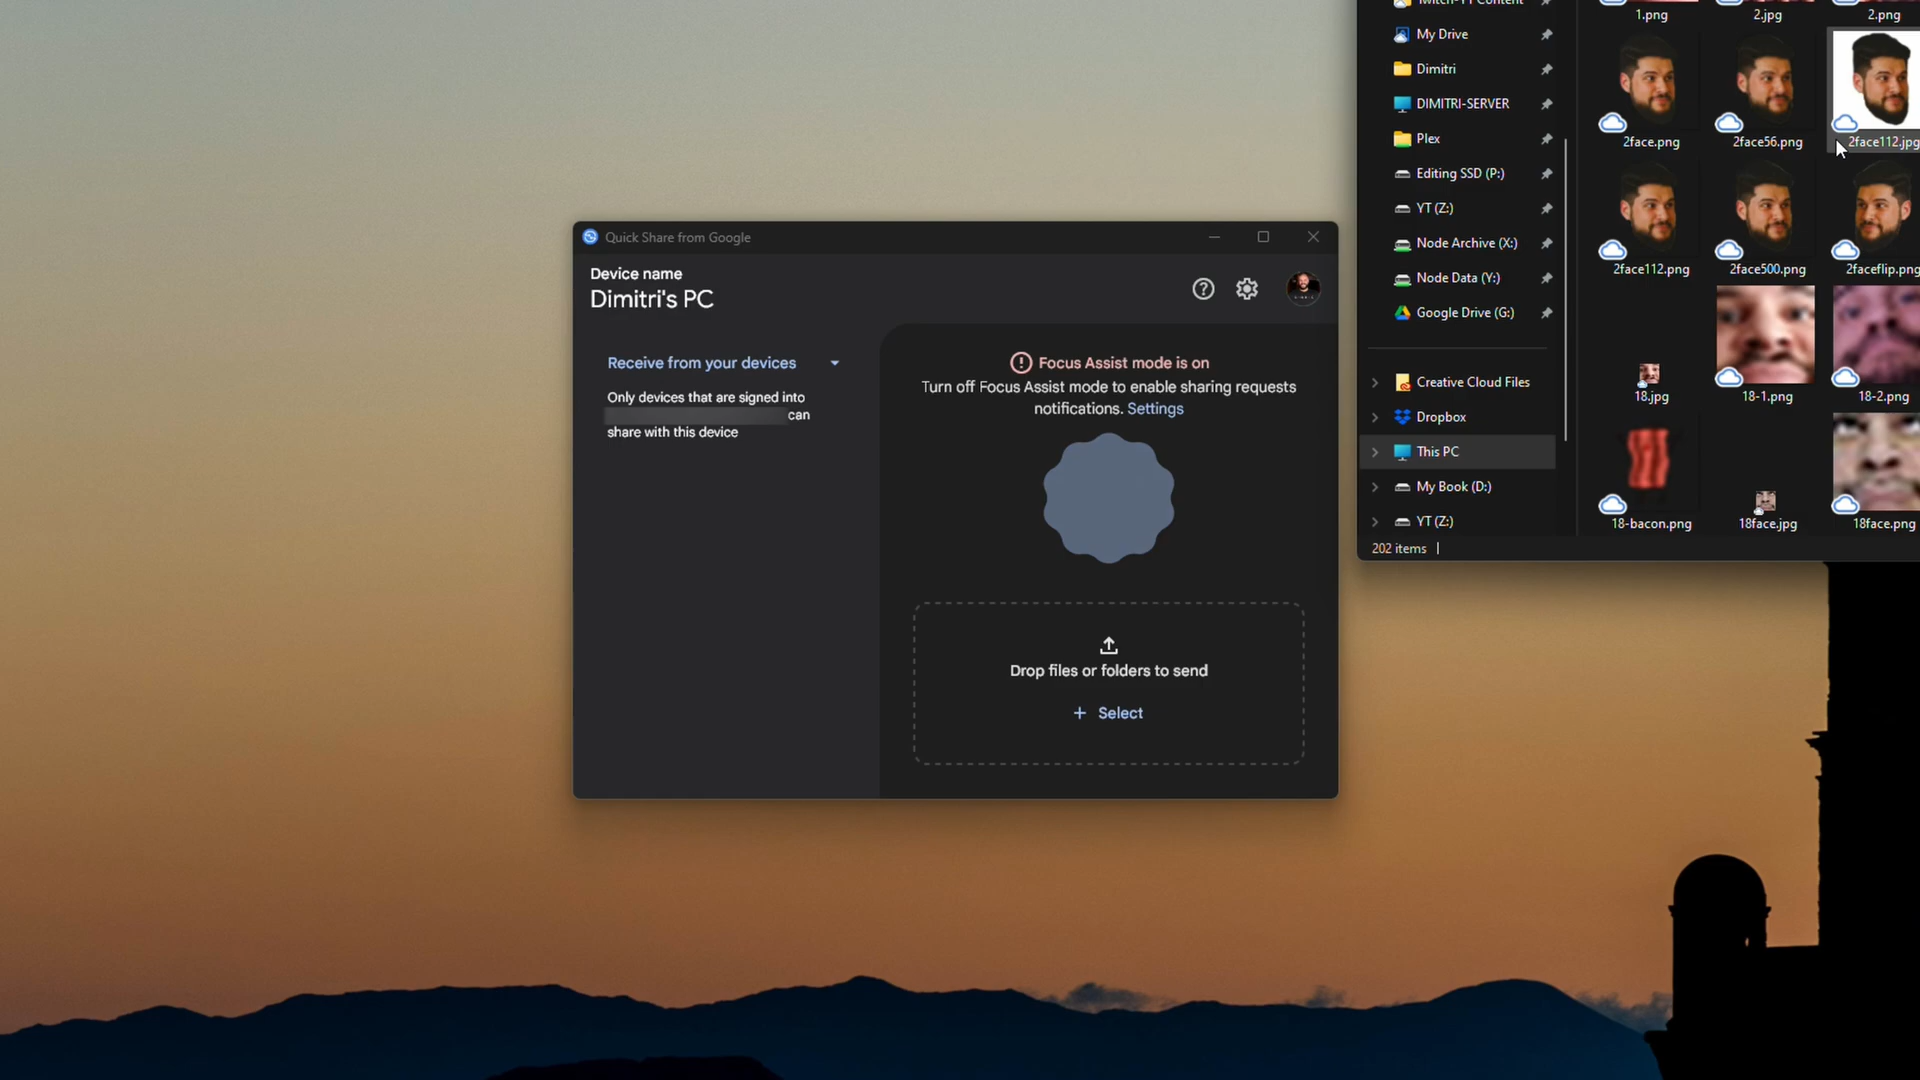 Quick Share from Google
Device name
Dimitri's PC
Receive from your devices
Only devices that are signed into
can
share with this device
Focus Assist mode is on
Turn off Focus Assist mode to enable sharing requests
notifications. Settings
Drop files or folders to send
+ Select
My Drive
Dimitri
DIMITRI-SERVER
Plex
Editing SSD (P:)
YT (Z:)
Node Archive (X:)
Node Data (Y:)
Google Drive (G:)
Creative Cloud Files
Dropbox
This PC
My Book (D:)
YT (Z:)
202 items
1.png
2.jpg
2.png
2face.png
2face56.png
2face112.jpg
2face112.png
2face500.png
2faceflip.png
18.jpg
18-1.png
18-2.png
18-bacon.png
18face.jpg
18face.png